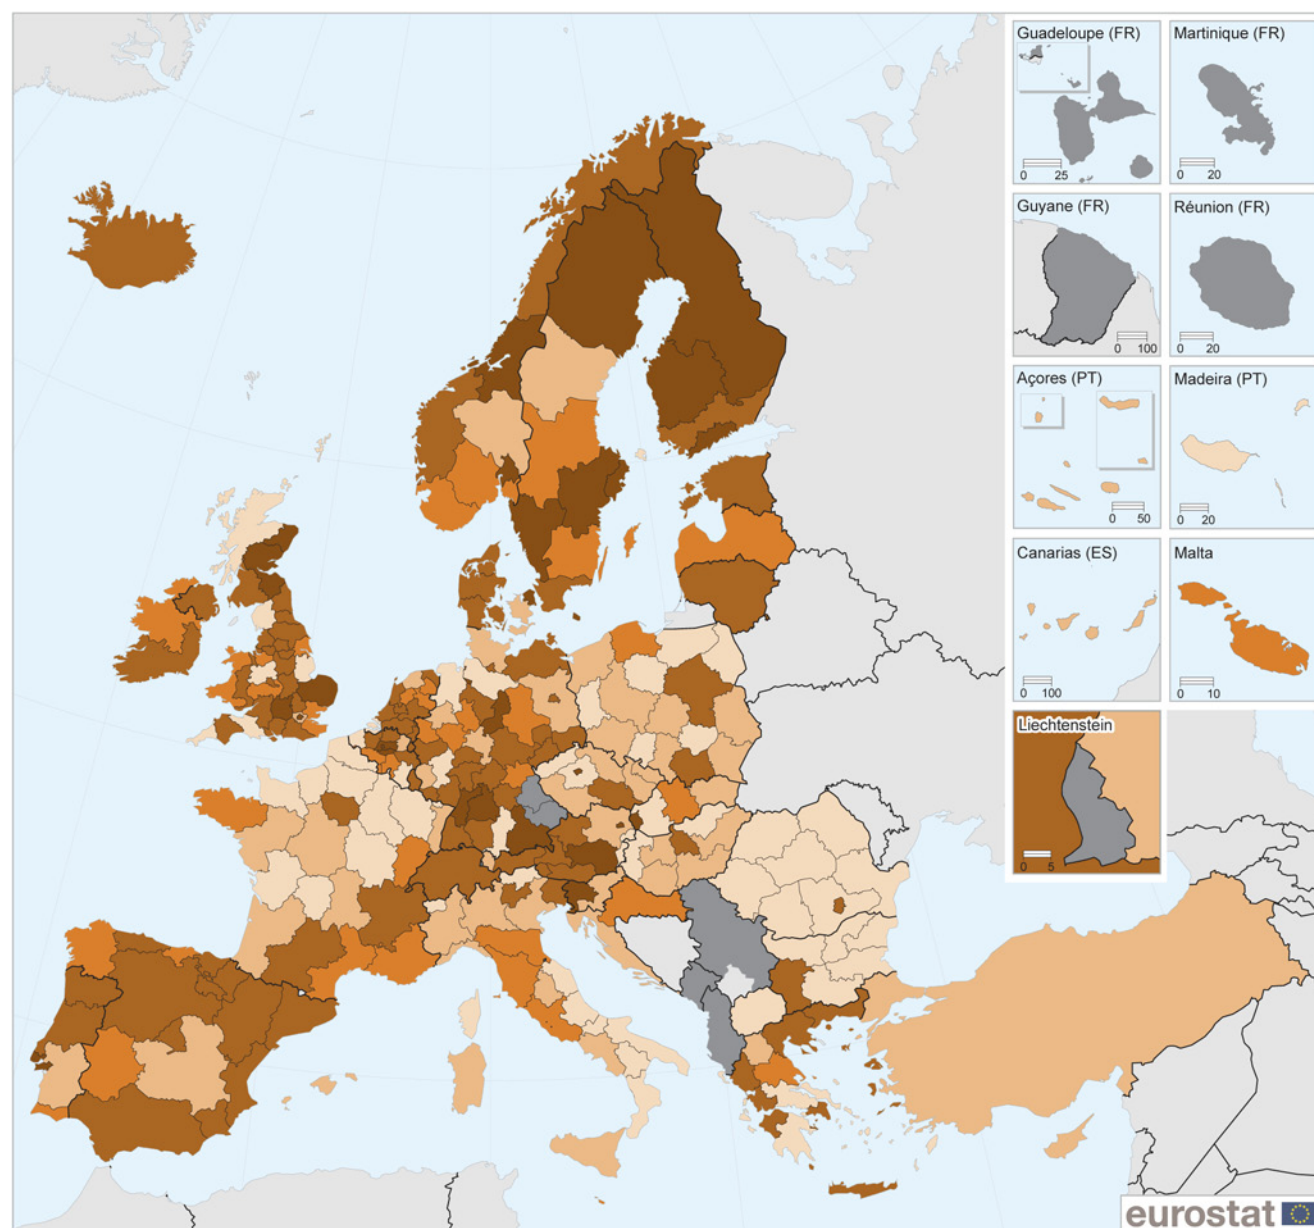 Guadeloupe (FR)
0 25
Martinique (FR)
0 20
Guyane (FR)
0 100
Réunion (FR)
0 20
Açores (PT)
0 50
Madeira (PT)
0 20
Canarias (ES)
0 100
Malta
0 10
Liechtenstein
0 5
eurostat